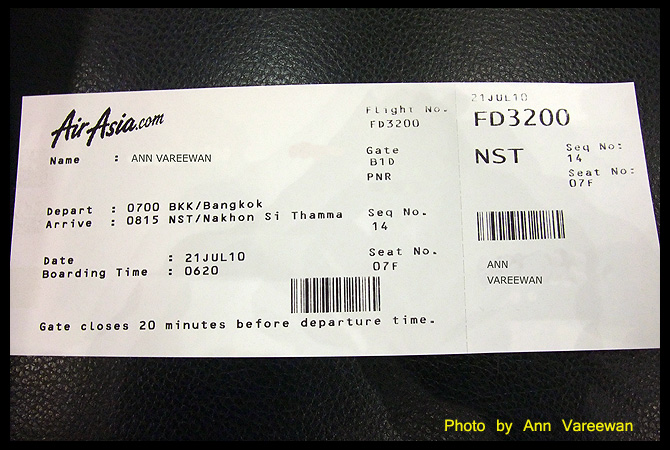 AirAsia.com
Name : ANN VAREEWAN
Depart : 0700 BKK/Bangkok
Arrive : 0815 NST/Nakhon Si Thamma
Date : 21JUL10
Boarding Time : 0620
Gate closes 20 minutes before departure time.
Flight No.
FD3200
Gate
B1D
PNR
Seq No.
14
Seat No.
07F
21JUL10
FD3200
NST
Seq No:
14
Seat No:
07F
ANN
VAREEWAN
Photo by Ann Vareewan